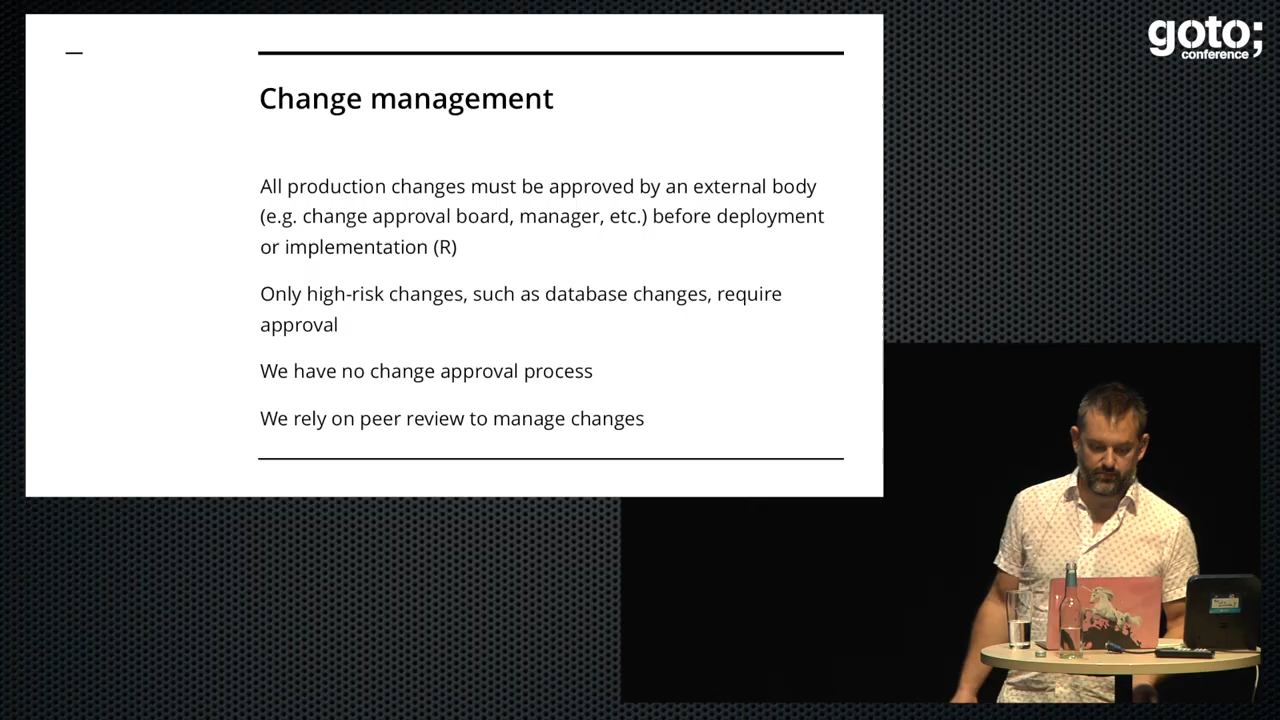 goto;
conference
Change management
All production changes must be approved by an external body
(e.g. change approval board, manager, etc.) before deployment
or implementation (R)
Only high-risk changes, such as database changes, require
approval
We have no change approval process
We rely on peer review to manage changes